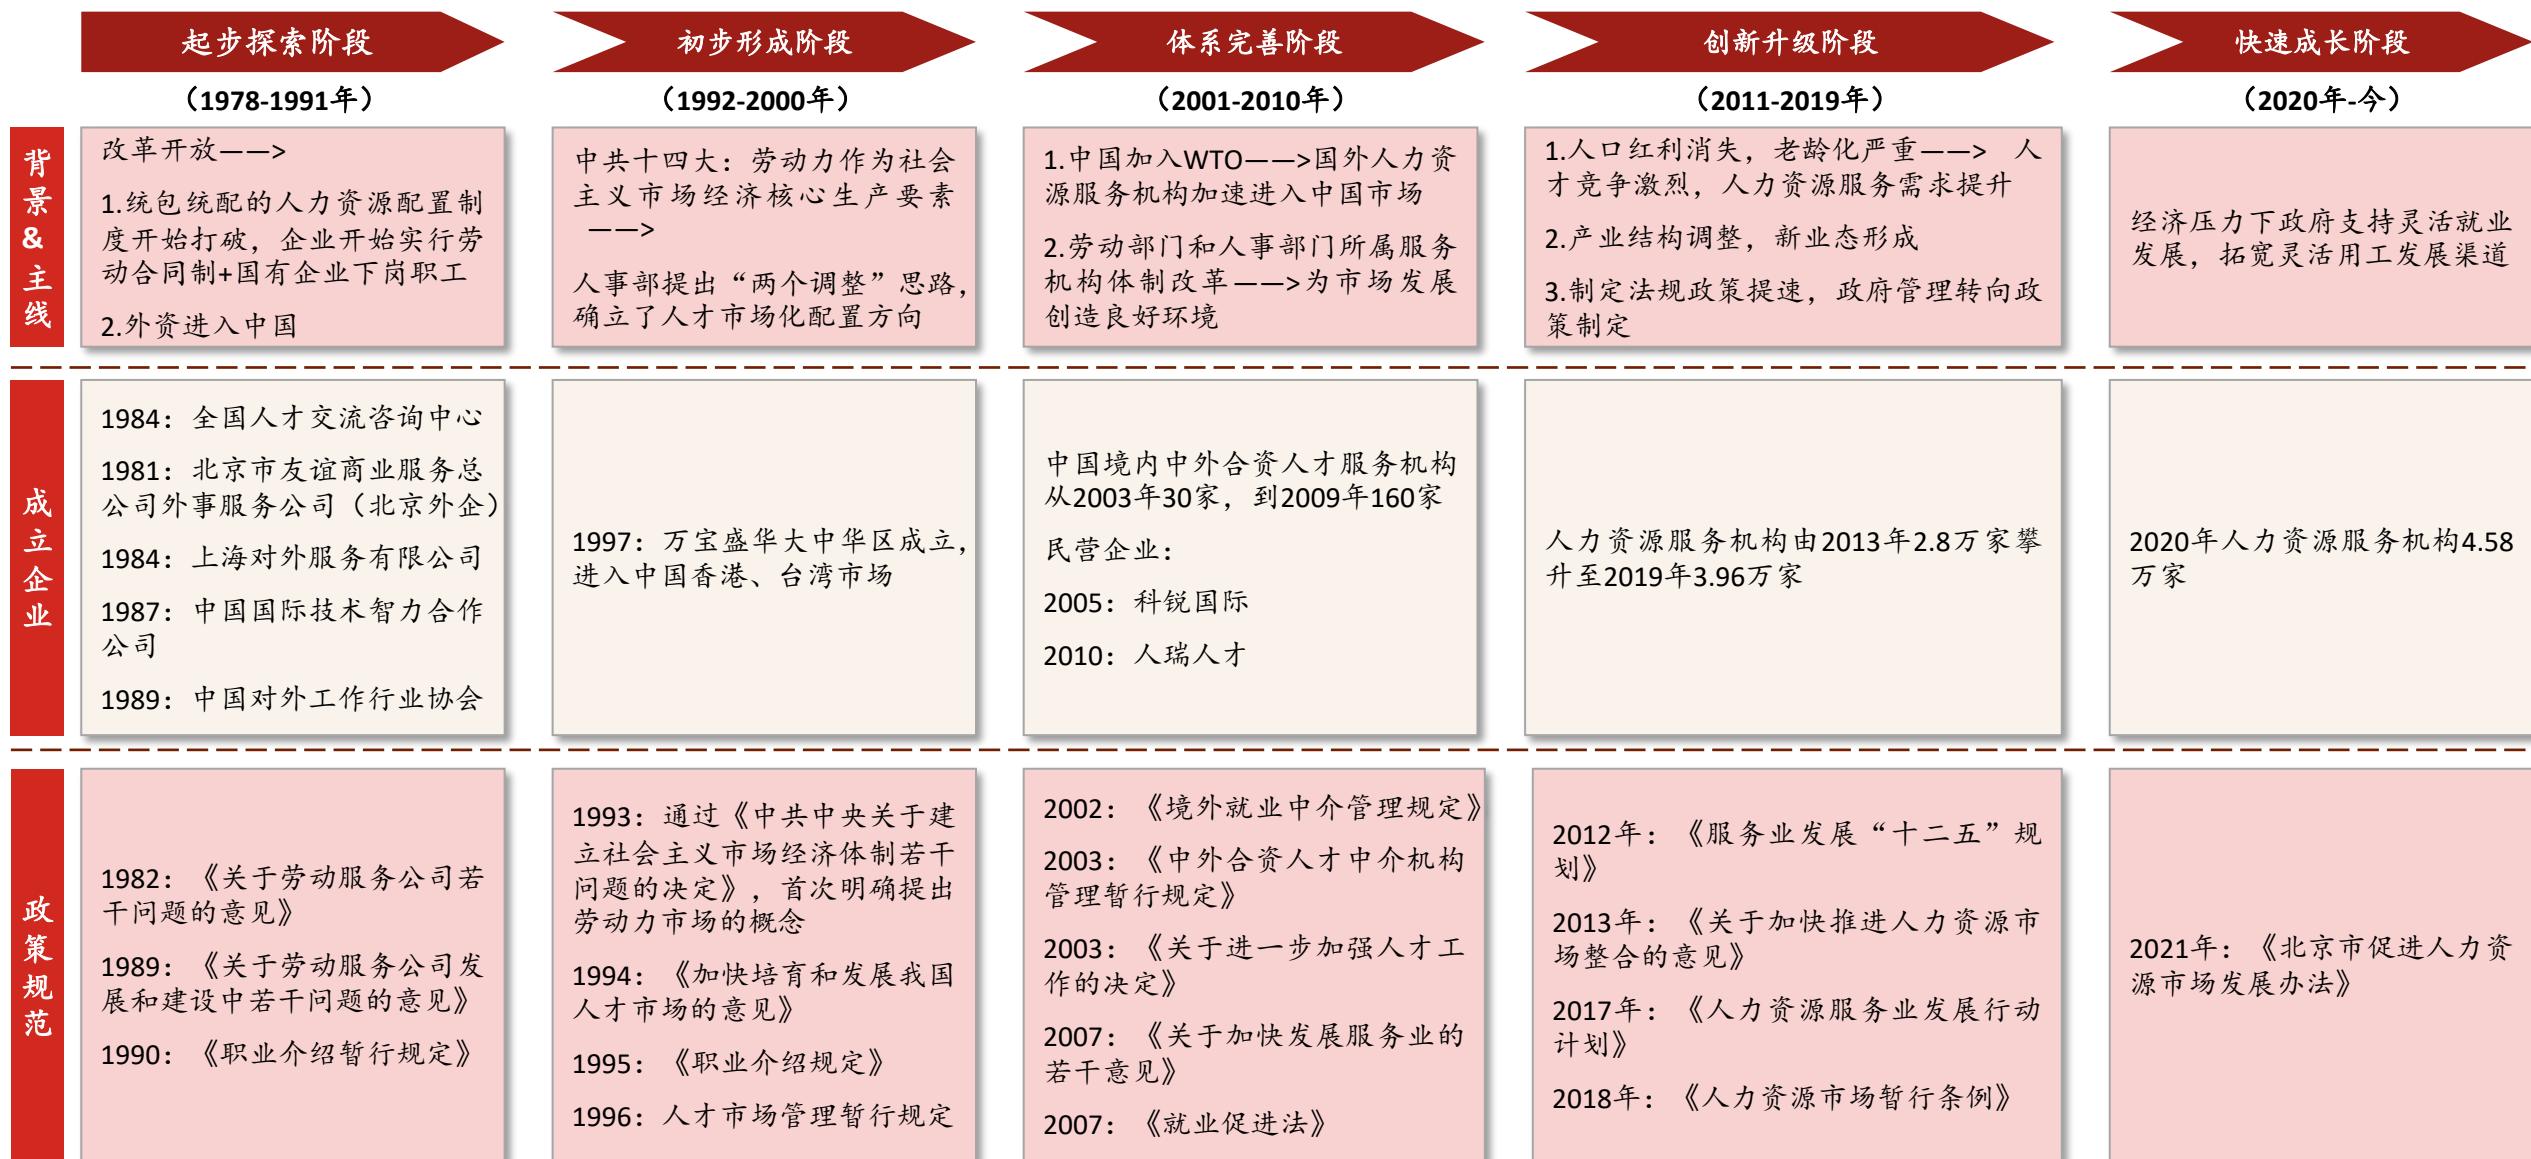 起步探索阶段
初步形成阶段
体系完善阶段
创新升级阶段
快速成长阶段
（1978-1991年）
（1992-2000年）
（2001-2010年）
（2011-2019年）
（2020年-今）
背景&主线
改革开放——>
1.统包统配的人力资源配置制
度开始打破，企业开始实行劳
动合同制+国有企业下岗职工
2.外资进入中国
中共十四大：劳动力作为社会
主义市场经济核心生产要素
——>
人事部提出“两个调整”思路，
确立了人才市场化配置方向
1.中国加入WTO——>国外人力资
源服务机构加速进入中国市场
2.劳动部门和人事部门所属服务
机构体制改革——>为市场发展
创造良好环境
1.人口红利消失，老龄化严重——> 人
才竞争激烈，人力资源服务需求提升
2.产业结构调整，新业态形成
3.制定法规政策提速，政府管理转向政
策制定
经济压力下政府支持灵活就业
发展，拓宽灵活用工发展渠道
成立企业
1984：全国人才交流咨询中心
1981：北京市友谊商业服务总
公司外事服务公司（北京外企）
1984：上海对外服务有限公司
1987：中国国际技术智力合作
公司
1989：中国对外工作行业协会
1997：万宝盛华大中华区成立，
进入中国香港、台湾市场
中国境内中外合资人才服务机构
从2003年30家，到2009年160家
民营企业：
2005：科锐国际
2010：人瑞人才
人力资源服务机构由2013年2.8万家攀
升至2019年3.96万家
2020年人力资源服务机构4.58
万家
政策规范
1982：《关于劳动服务公司若
干问题的意见》
1989：《关于劳动服务公司发
展和建设中若干问题的意见》
1990：《职业介绍暂行规定》
1993：通过《中共中央关于建
立社会主义市场经济体制若干
问题的决定》，首次明确提出
劳动力市场的概念
1994：《加快培育和发展我国
人才市场的意见》
1995：《职业介绍规定》
1996：人才市场管理暂行规定
2002：《境外就业中介管理规定》
2003：《中外合资人才中介机构
管理暂行规定》
2003：《关于进一步加强人才工
作的决定》
2007：《关于加快发展服务业的
若干意见》
2007：《就业促进法》
2012年：《服务业发展“十二五”规
划》
2013年：《关于加快推进人力资源市
场整合的意见》
2017年：《人力资源服务业发展行动
计划》
2018年：《人力资源市场暂行条例》
2021年：《北京市促进人力资
源市场发展办法》